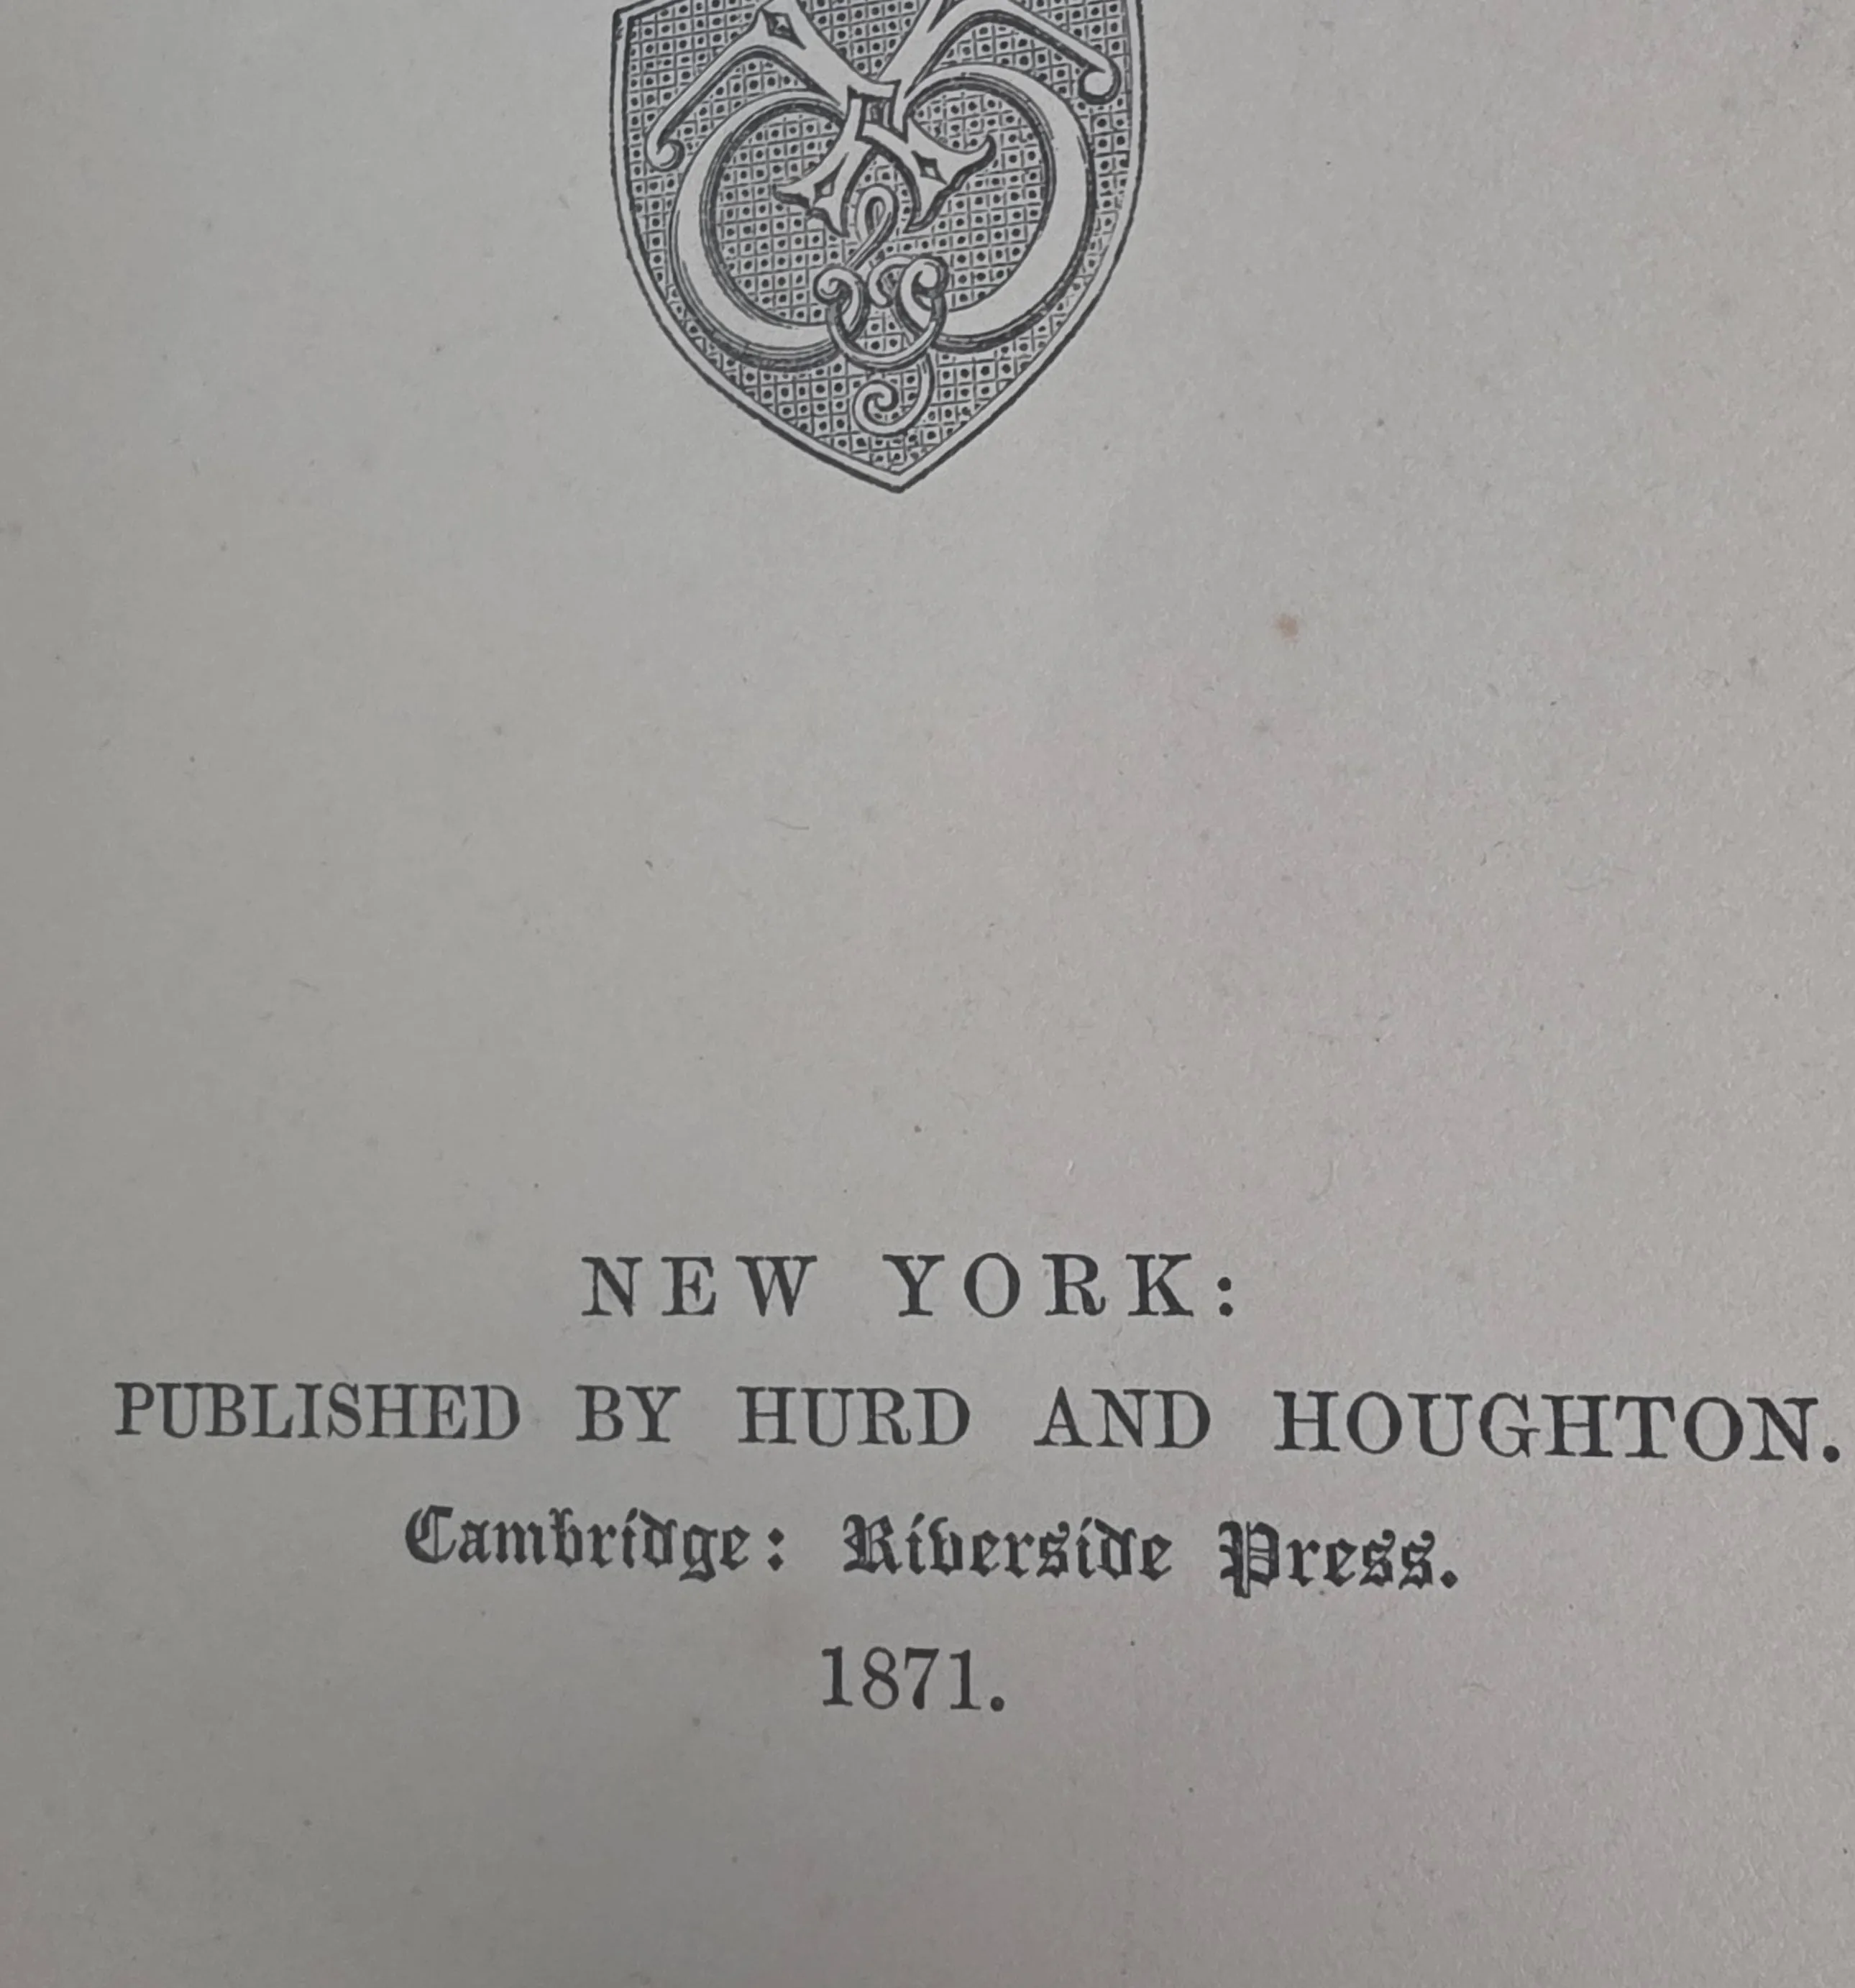 NEW YORK:
PUBLISHED BY HURD AND HOUGHTON.
Cambridge: Riverside Press.
1871.